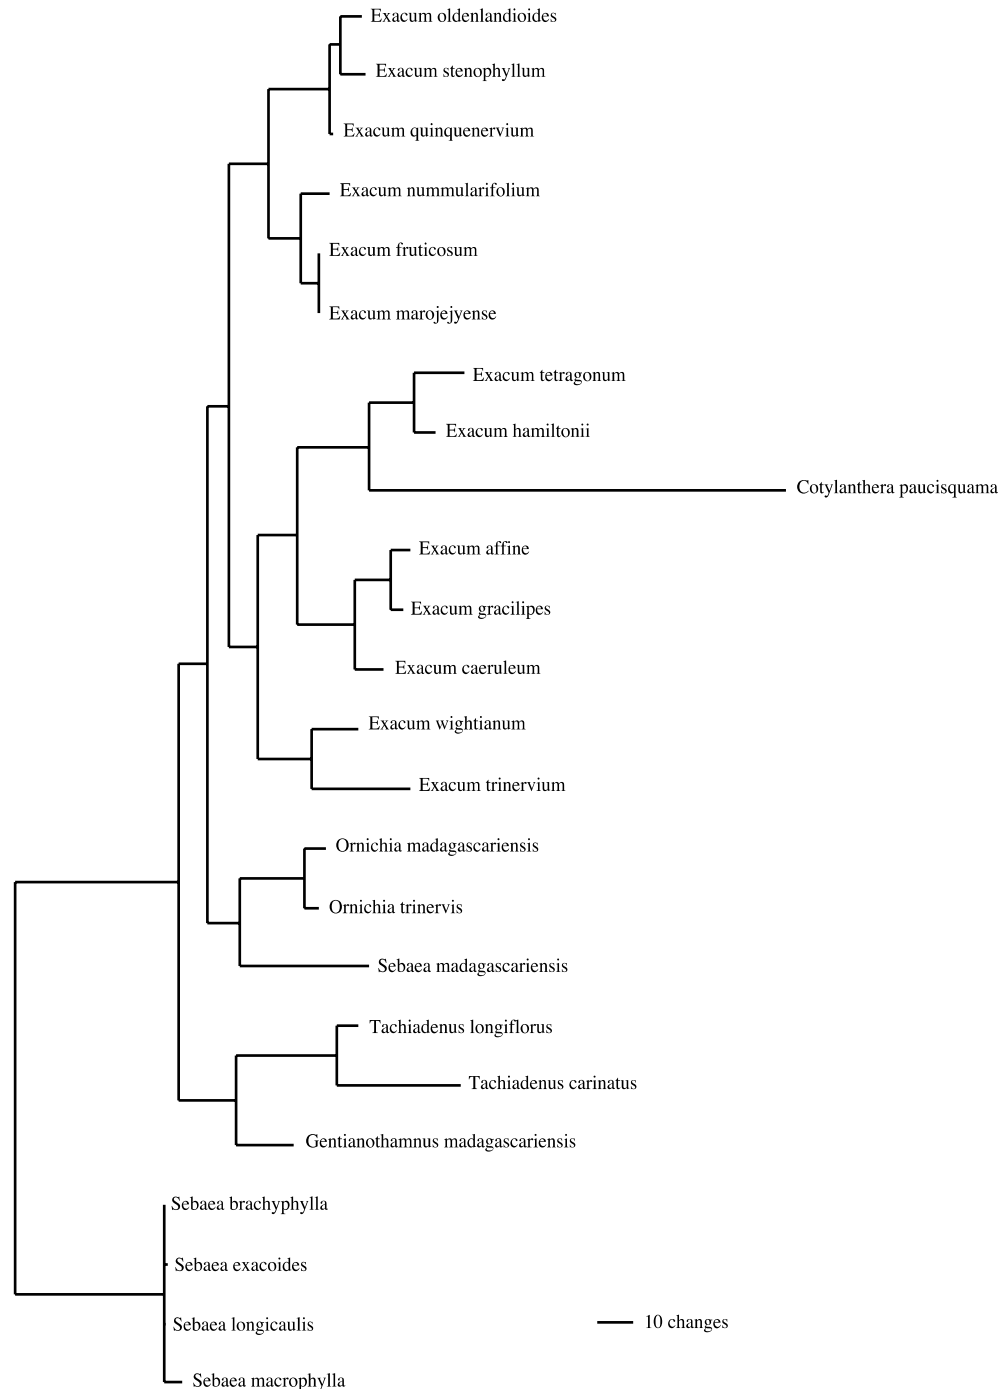 Exacum oldenlandioides
Exacum stenophyllum
Exacum quinquenervium
Exacum nummularifolium
Exacum fruticosum
Exacum marojejyense
Exacum tetragonum
Exacum hamiltonii
Cotylanthera paucisquama
Exacum affine
Exacum gracilipes
Exacum caeruleum
Exacum wightianum
Exacum trinervium
Ornichia madagascariensis
Ornichia trinervis
Sebaea madagascariensis
Tachiadenus longiflorus
Tachiadenus carinatus
Gentianothamnus madagascariensis
Sebaea brachyphylla
Sebaea exacoides
Sebaea longicaulis
10 changes
Sebaea macrophylla